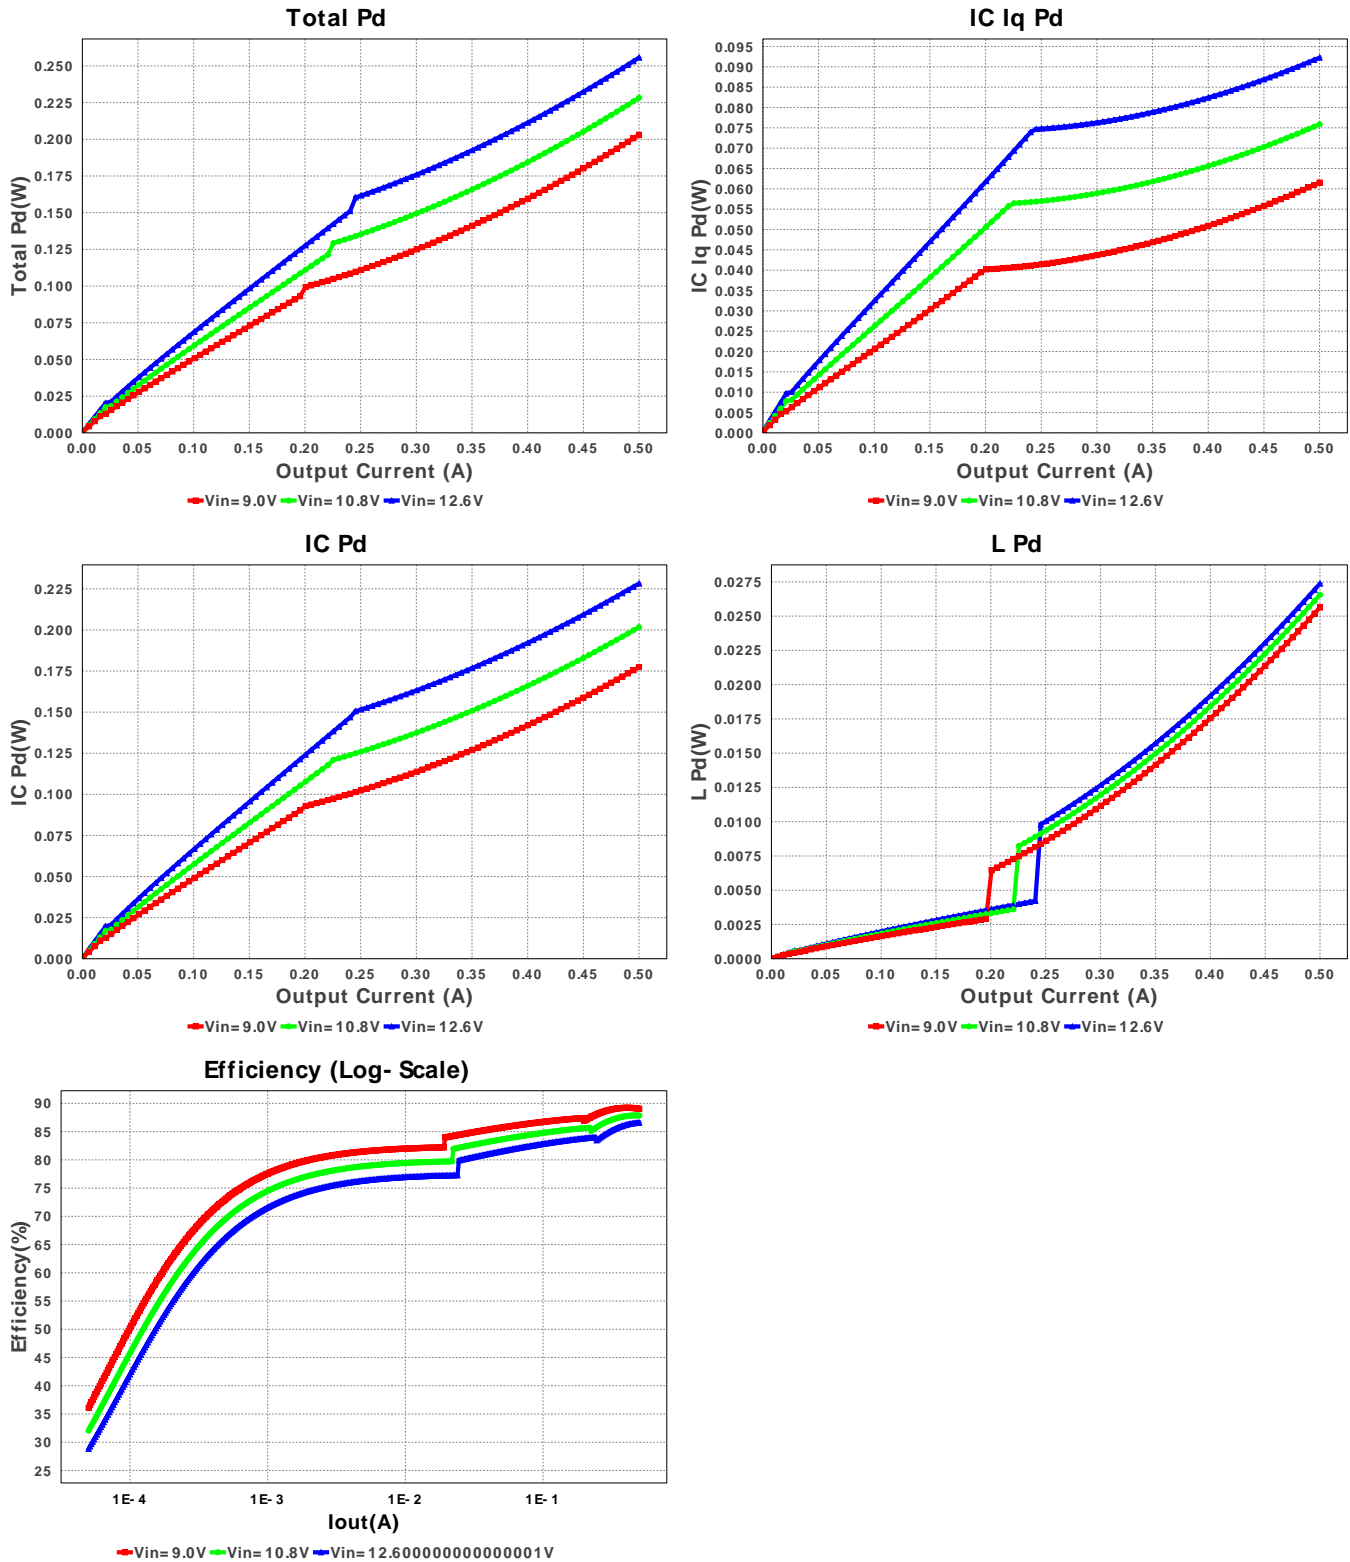 Total Pd
0.250
0.225
0.200
0.175
0.150
0.125
0.100
0.075
0.050
0.025
0.000
Total Pd(W)
0.00 0.05 0.10 0.15 0.20 0.25 0.30 0.35 0.40 0.45 0.50
Output Current (A)
Vin= 9.0V Vin= 10.8V Vin= 12.6V
IC Iq Pd
0.095
0.090
0.085
0.080
0.075
0.070
0.065
0.060
0.055
0.050
0.045
0.040
0.035
0.030
0.025
0.020
0.015
0.010
0.005
0.000
IC Iq Pd(W)
0.00 0.05 0.10 0.15 0.20 0.25 0.30 0.35 0.40 0.45 0.50
Output Current (A)
Vin= 9.0V Vin= 10.8V Vin= 12.6V
IC Pd
0.225
0.200
0.175
0.150
0.125
0.100
0.075
0.050
0.025
0.000
IC Pd(W)
0.00 0.05 0.10 0.15 0.20 0.25 0.30 0.35 0.40 0.45 0.50
Output Current (A)
Vin= 9.0V Vin= 10.8V Vin= 12.6V
L Pd
0.0275
0.0250
0.0225
0.0200
0.0175
0.0150
0.0125
0.0100
0.0075
0.0050
0.0025
0.0000
L Pd(W)
0.00 0.05 0.10 0.15 0.20 0.25 0.30 0.35 0.40 0.45 0.50
Output Current (A)
Vin= 9.0V Vin= 10.8V Vin= 12.6V
Efficiency (Log- Scale)
90
85
80
75
70
65
60
55
50
45
40
35
30
25
Efficiency(%)
1E- 4 1E- 3 1E- 2 1E- 1
Iout(A)
Vin= 9.0V Vin= 10.8V Vin= 12.600000000000001V